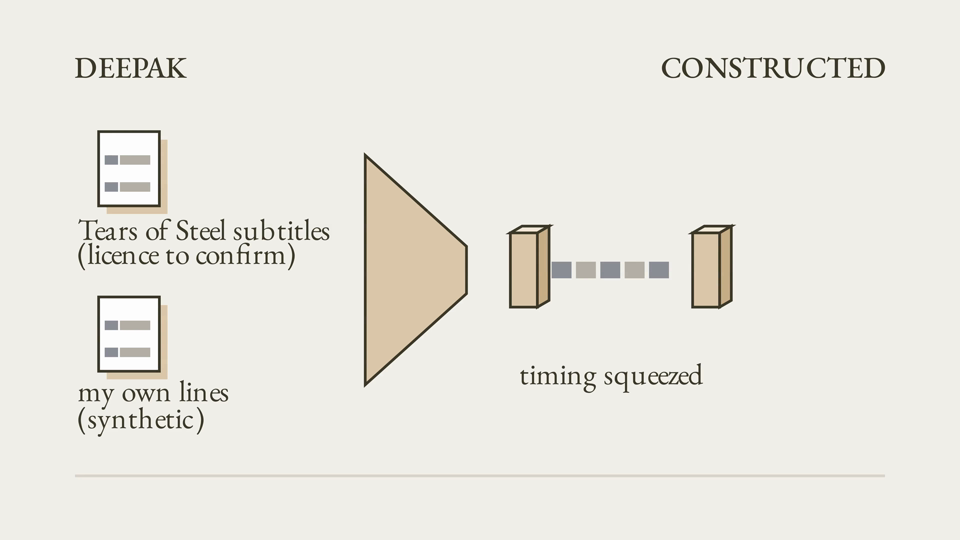 DEEPAK
CONSTRUCTED
Tears of Steel subtitles
(licence to confirm)
my own lines
(synthetic)
timing squeezed